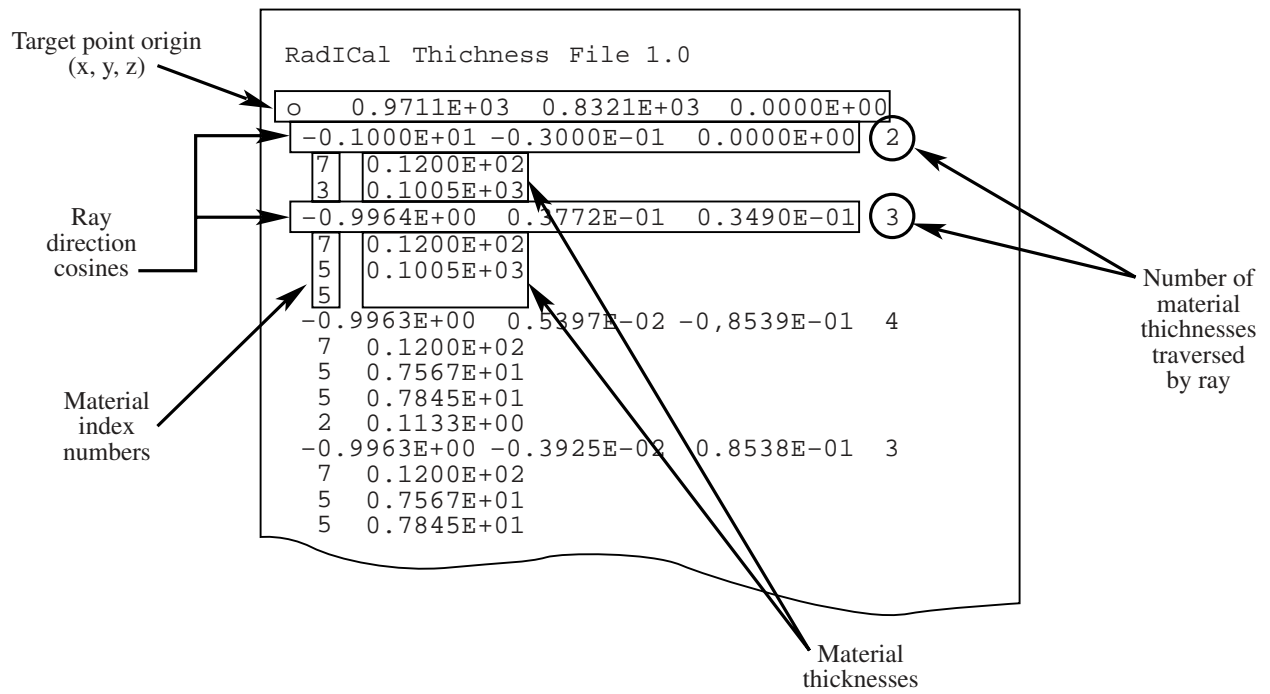 Target point origin
(x, y, z)
RadICal Thichness File 1.0
o 0.9711E+03 0.8321E+03 0.0000E+00
−0.1000E+01 −0.3000E−01 0.0000E+00 2
7 0.1200E+02
3 0.1005E+03
−0.9964E+00 0.3772E−01 0.3490E−01 3
7 0.1200E+02
5 0.1005E+03
5
−0.9963E+00 0.5397E−02 −0,8539E−01 4
7 0.1200E+02
5 0.7567E+01
5 0.7845E+01
2 0.1133E+00
−0.9963E+00 −0.3925E−02 0.8538E−01 3
7 0.1200E+02
5 0.7567E+01
5 0.7845E+01
Ray
direction
cosines
Material
index
numbers
Number of
material
thichnesses
traversed
by ray
Material
thicknesses